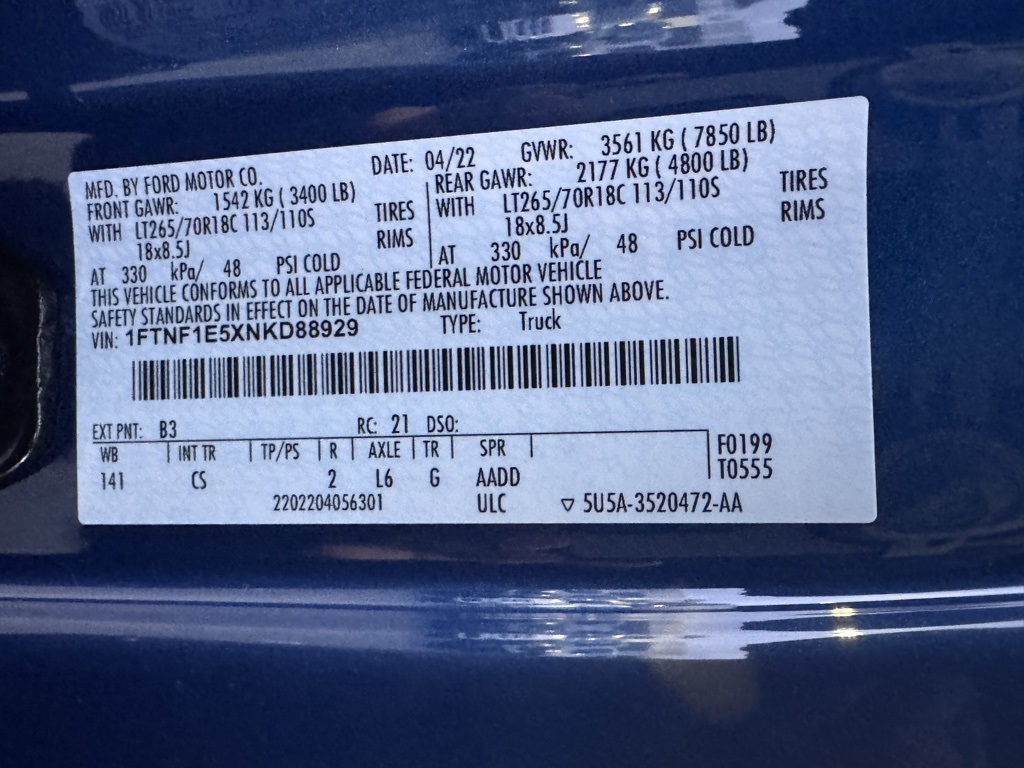 MFD. BY FORD MOTOR CO. DATE: 04/22 GVWR: 3561 KG ( 7850 LB)
FRONT GAWR: 1542 KG ( 3400 LB) REAR GAWR: 2177 KG ( 4800 LB)
WITH LT265/70R18C 113/110S TIRES WITH LT265/70R18C 113/110S TIRES
18x8.5J RIMS 18x8.5J RIMS
AT 330 kPa/ 48 PSI COLD AT 330 kPa/ 48 PSI COLD
THIS VEHICLE CONFORMS TO ALL APPLICABLE FEDERAL MOTOR VEHICLE
SAFETY STANDARDS IN EFFECT ON THE DATE OF MANUFACTURE SHOWN ABOVE.
VIN: 1FTNF1E5XNKD88929 TYPE: Truck
EXT PNT: B3 RC: 21 DSO:
WB INT TR TP/PS R AXLE TR SPR F0199
141 CS 2 L6 G AADD T0555
2202204056301 ULC ▽ 5U5A-3520472-AA